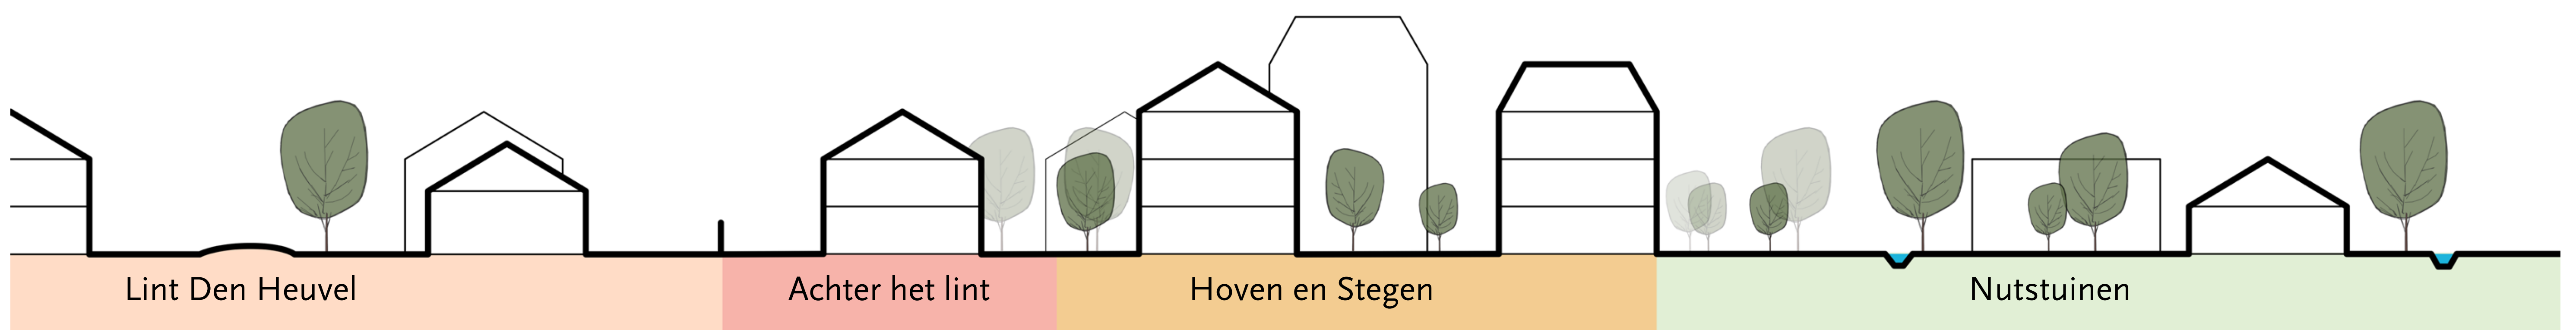 Lint Den Heuvel
Achter het lint
Hoven en Stegen
Nutstuinen